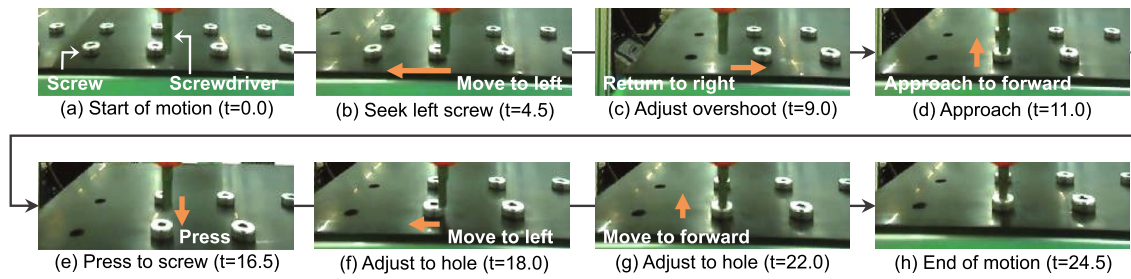 Screw
Screwdriver
Move to left
Return to right
Approach to forward
(a) Start of motion (t=0.0)
(b) Seek left screw (t=4.5)
(c) Adjust overshoot (t=9.0)
(d) Approach (t=11.0)
Press
Move to left
Move to forward
(e) Press to screw (t=16.5)
(f) Adjust to hole (t=18.0)
(g) Adjust to hole (t=22.0)
(h) End of motion (t=24.5)